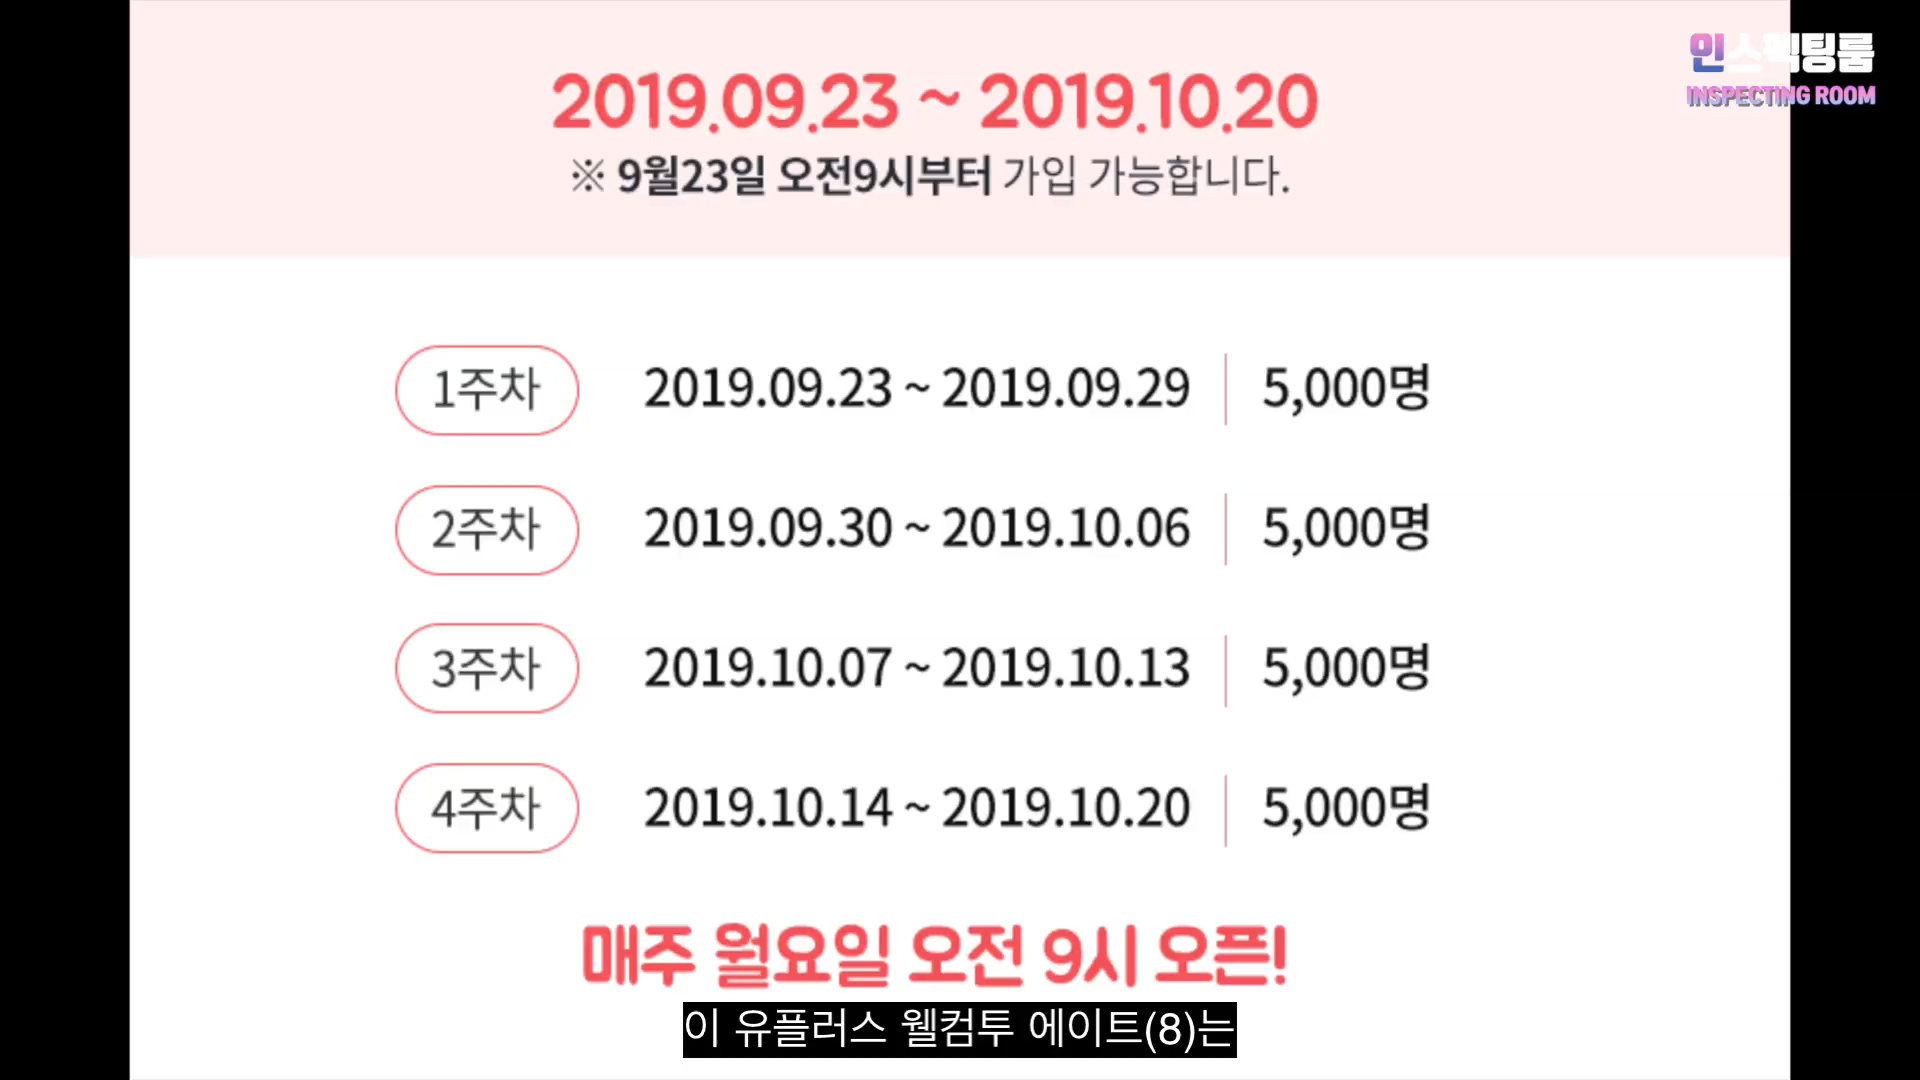 인스펙팅룸
INSPECTING ROOM
2019.09.23 ~ 2019.10.20
※ 9월23일 오전9시부터 가입 가능합니다.
1주차 2019.09.23 ~ 2019.09.29 5,000명
2주차 2019.09.30 ~ 2019.10.06 5,000명
3주차 2019.10.07 ~ 2019.10.13 5,000명
4주차 2019.10.14 ~ 2019.10.20 5,000명
매주 월요일 오전 9시 오픈!
이 유플러스 웰컴투 에이트(8)는